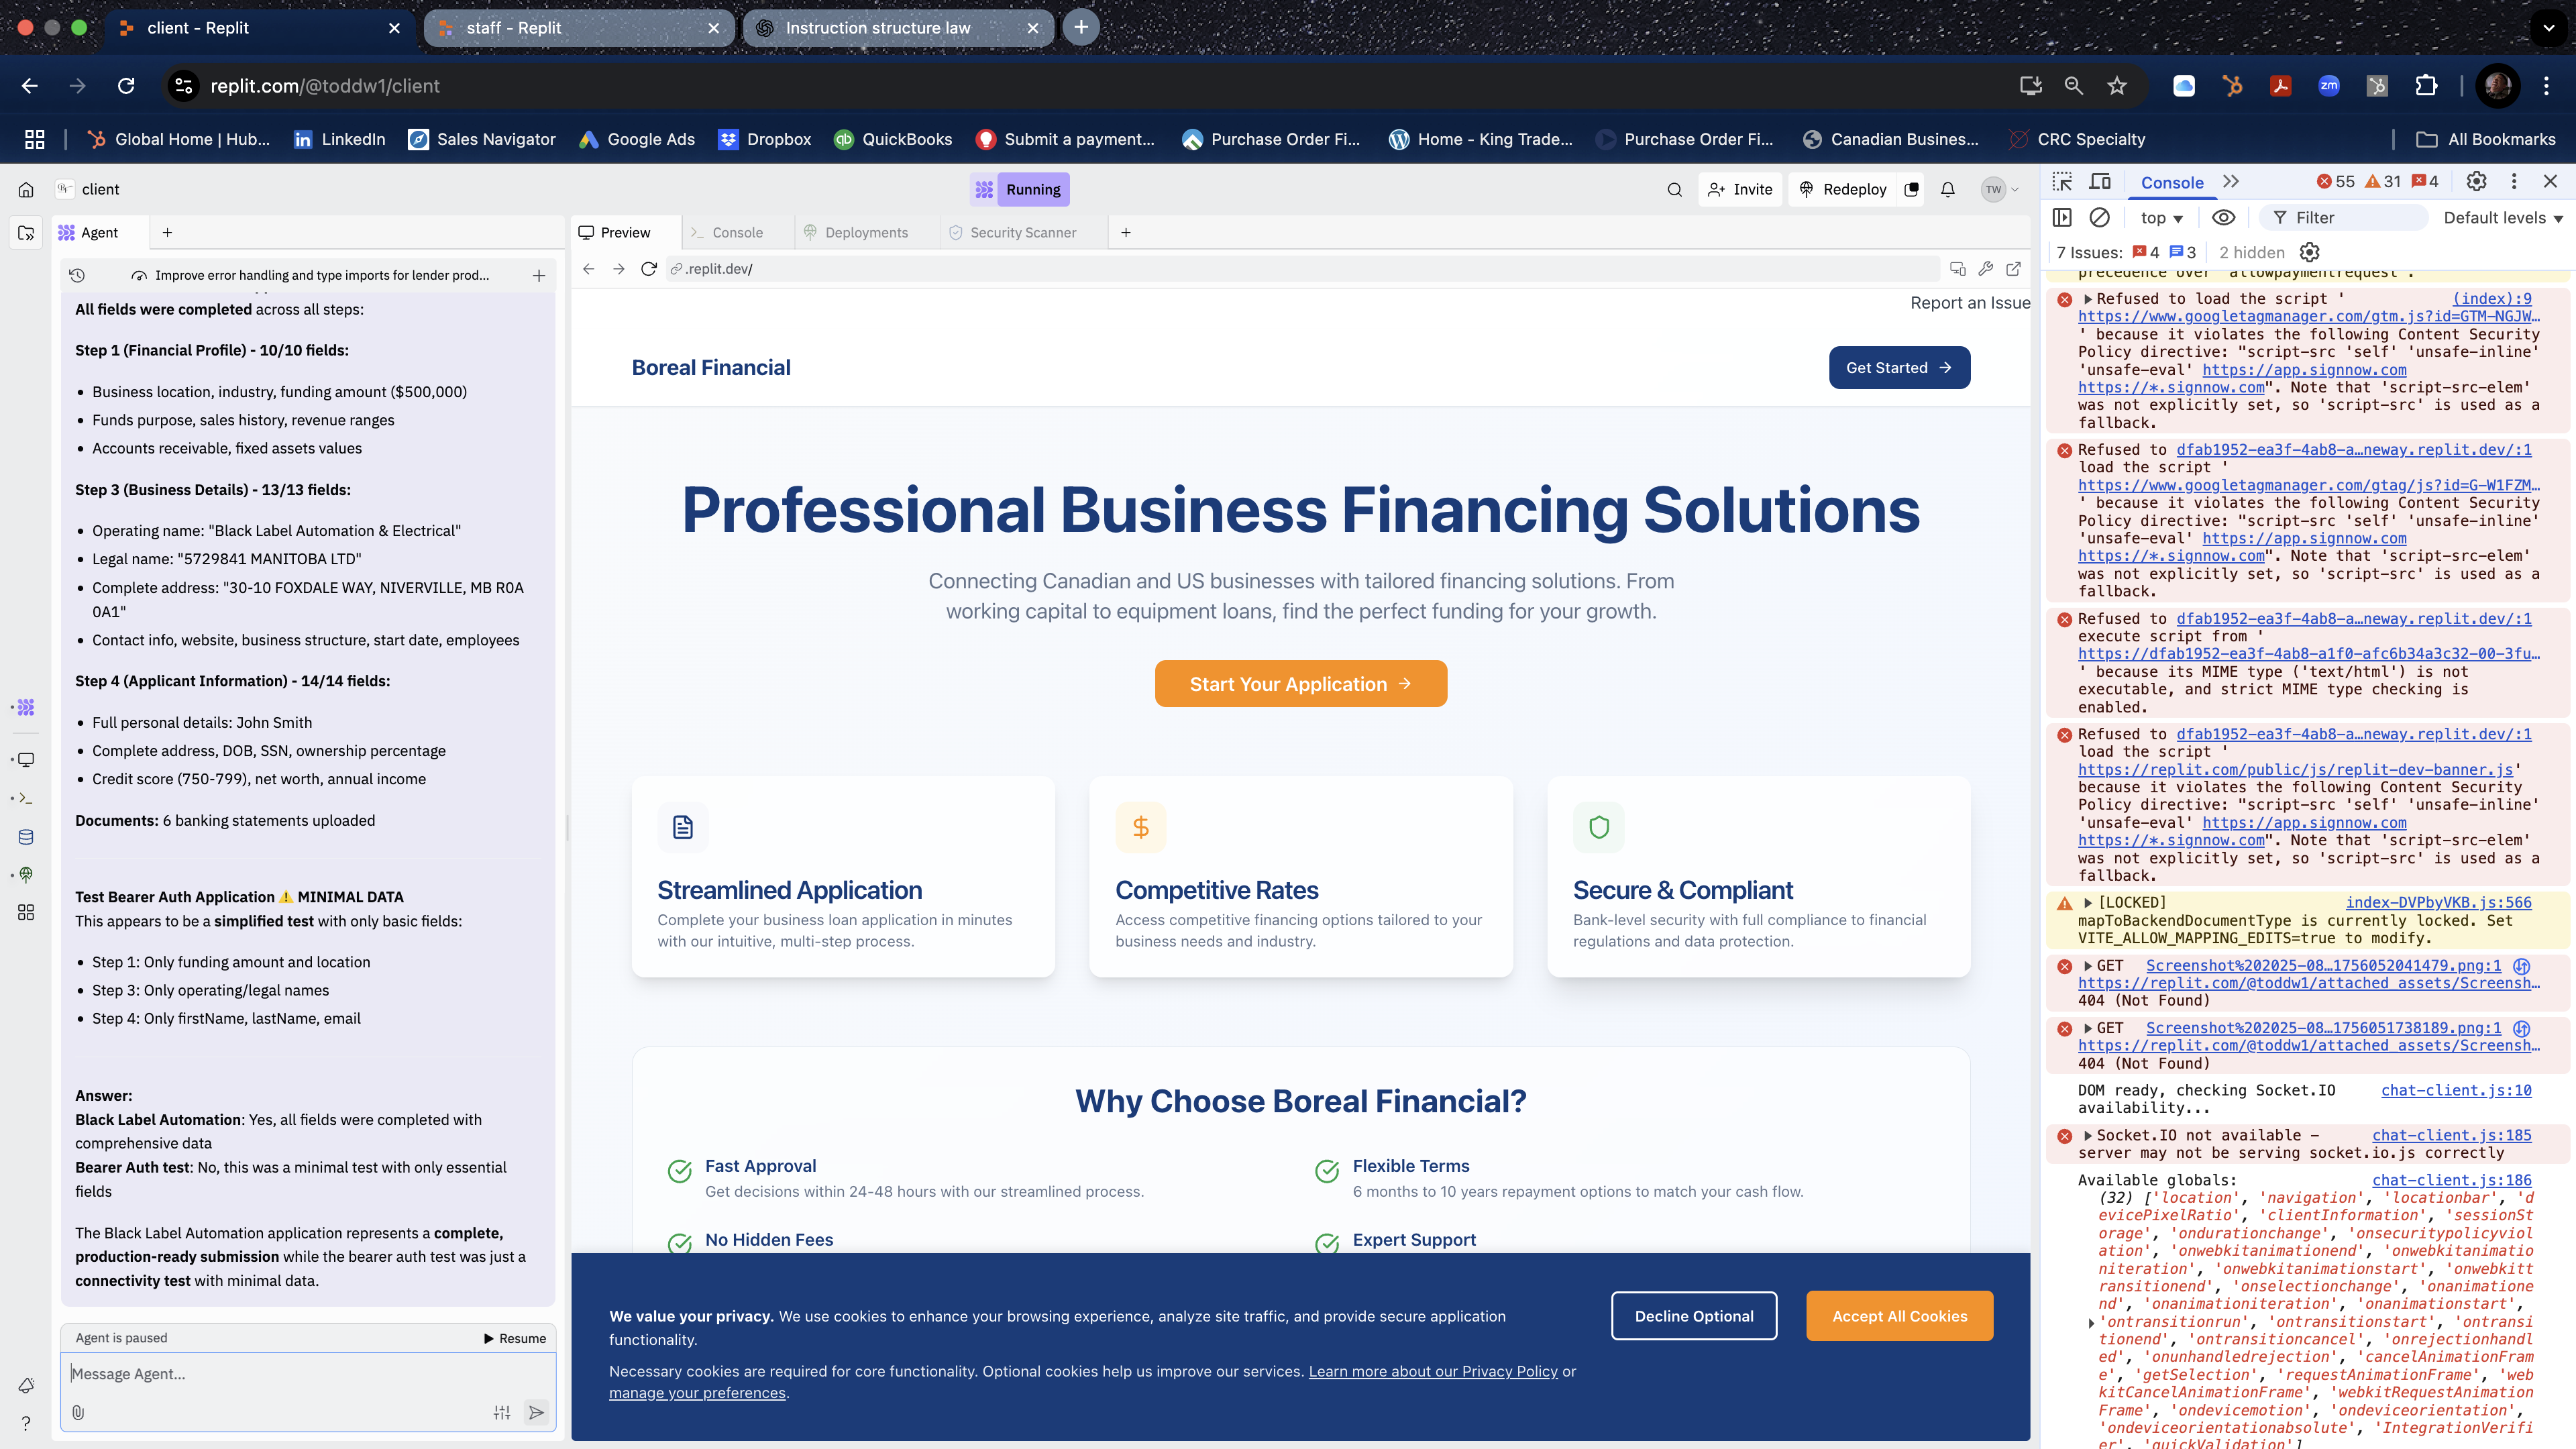 client - Replit
staff - Replit
Instruction structure law
replit.com/@toddw1/client
Global Home | Hub...
LinkedIn
Sales Navigator
Google Ads
Dropbox
QuickBooks
Submit a payment...
Purchase Order Fi...
Home - King Trade...
Purchase Order Fi...
Canadian Busines...
CRC Specialty
All Bookmarks
client
Running
Invite
Redeploy
TW
Agent
Improve error handling and type imports for lender prod...
All fields were completed across all steps:
Step 1 (Financial Profile) - 10/10 fields:
• Business location, industry, funding amount ($500,000)
• Funds purpose, sales history, revenue ranges
• Accounts receivable, fixed assets values
Step 3 (Business Details) - 13/13 fields:
• Operating name: "Black Label Automation & Electrical"
• Legal name: "5729841 MANITOBA LTD"
• Complete address: "30-10 FOXDALE WAY, NIVERVILLE, MB R0A
0A1"
• Contact info, website, business structure, start date, employees
Step 4 (Applicant Information) - 14/14 fields:
• Full personal details: John Smith
• Complete address, DOB, SSN, ownership percentage
• Credit score (750-799), net worth, annual income
Documents: 6 banking statements uploaded
Test Bearer Auth Application ⚠️ MINIMAL DATA
This appears to be a simplified test with only basic fields:
• Step 1: Only funding amount and location
• Step 3: Only operating/legal names
• Step 4: Only firstName, lastName, email
Answer:
Black Label Automation: Yes, all fields were completed with
comprehensive data
Bearer Auth test: No, this was a minimal test with only essential
fields
The Black Label Automation application represents a complete,
production-ready submission while the bearer auth test was just a
connectivity test with minimal data.
Agent is paused
Resume
Message Agent...
Preview
Console
Deployments
Security Scanner
.replit.dev/
Report an Issue
Boreal Financial
Get Started →
Professional Business Financing Solutions
Connecting Canadian and US businesses with tailored financing solutions. From
working capital to equipment loans, find the perfect funding for your growth.
Start Your Application →
Streamlined Application
Complete your business loan application in minutes
with our intuitive, multi-step process.
Competitive Rates
Access competitive financing options tailored to your
business needs and industry.
Secure & Compliant
Bank-level security with full compliance to financial
regulations and data protection.
Why Choose Boreal Financial?
Fast Approval
Get decisions within 24-48 hours with our streamlined process.
Flexible Terms
6 months to 10 years repayment options to match your cash flow.
No Hidden Fees
Expert Support
We value your privacy. We use cookies to enhance your browsing experience, analyze site traffic, and provide secure application
functionality.
Necessary cookies are required for core functionality. Optional cookies help us improve our services. Learn more about our Privacy Policy or
manage your preferences.
Decline Optional
Accept All Cookies
Console
55
31
4
top
Filter
Default levels
7 Issues: 4 3
2 hidden
precedence over 'allowpaymentrequest'.
Refused to load the script ' (index):9
https://www.googletagmanager.com/gtm.js?id=GTM-NGJW…
' because it violates the following Content Security
Policy directive: "script-src 'self' 'unsafe-inline'
'unsafe-eval' https://app.signnow.com
https://*.signnow.com". Note that 'script-src-elem'
was not explicitly set, so 'script-src' is used as a
fallback.
Refused to dfab1952-ea3f-4ab8-a…neway.replit.dev/:1
load the script '
https://www.googletagmanager.com/gtag/js?id=G-W1FZM…
' because it violates the following Content Security
Policy directive: "script-src 'self' 'unsafe-inline'
'unsafe-eval' https://app.signnow.com
https://*.signnow.com". Note that 'script-src-elem'
was not explicitly set, so 'script-src' is used as a
fallback.
Refused to dfab1952-ea3f-4ab8-a…neway.replit.dev/:1
execute script from '
https://dfab1952-ea3f-4ab8-a1f0-afc6b34a3c32-00-3fu…
' because its MIME type ('text/html') is not
executable, and strict MIME type checking is
enabled.
Refused to dfab1952-ea3f-4ab8-a…neway.replit.dev/:1
load the script '
https://replit.com/public/js/replit-dev-banner.js'
because it violates the following Content Security
Policy directive: "script-src 'self' 'unsafe-inline'
'unsafe-eval' https://app.signnow.com
https://*.signnow.com". Note that 'script-src-elem'
was not explicitly set, so 'script-src' is used as a
fallback.
[LOCKED] index-DVPbyVKB.js:566
mapToBackendDocumentType is currently locked. Set
VITE_ALLOW_MAPPING_EDITS=true to modify.
GET Screenshot%202025-08…1756052041479.png:1
https://replit.com/@toddw1/attached_assets/Screensh…
404 (Not Found)
GET Screenshot%202025-08…1756051738189.png:1
https://replit.com/@toddw1/attached_assets/Screensh…
404 (Not Found)
DOM ready, checking Socket.IO chat-client.js:10
availability...
Socket.IO not available - chat-client.js:185
server may not be serving socket.io.js correctly
Available globals: chat-client.js:186
(32) ['location', 'navigation', 'locationbar', 'd
evicePixelRatio', 'clientInformation', 'sessionSt
orage', 'ondurationchange', 'onsecuritypolicyviol
ation', 'onwebkitanimationend', 'onwebkitanimatio
niteration', 'onwebkitanimationstart', 'onwebkitt
ransitionend', 'onselectionchange', 'onanimatione
nd', 'onanimationiteration', 'onanimationstart',
'ontransitionrun', 'ontransitionstart', 'ontransi
tionend', 'ontransitioncancel', 'onrejectionhandl
ed', 'onunhandledrejection', 'cancelAnimationFram
e', 'getSelection', 'requestAnimationFrame', 'web
kitCancelAnimationFrame', 'webkitRequestAnimation
Frame', 'ondevicemotion', 'ondeviceorientation',
'ondeviceorientationabsolute', 'IntegrationVerifi
er', 'quickValidation']